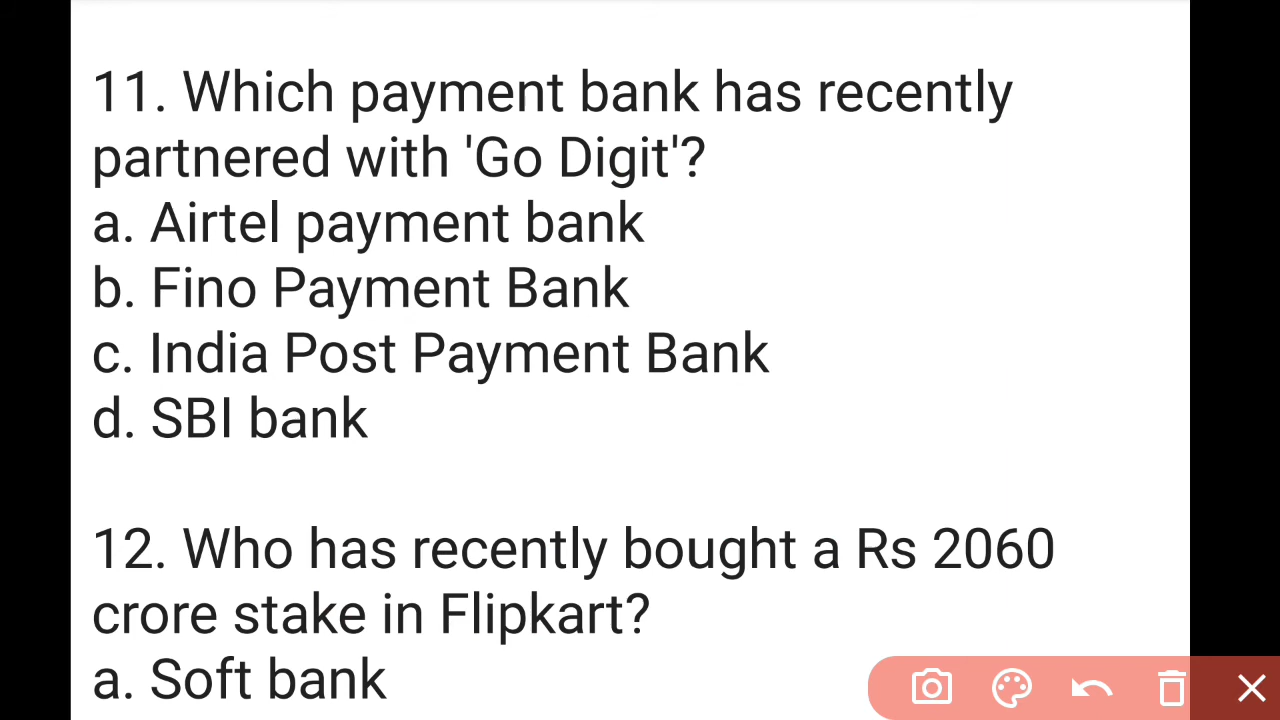 11. Which payment bank has recently
partnered with 'Go Digit'?
a. Airtel payment bank
b. Fino Payment Bank
c. India Post Payment Bank
d. SBI bank
12. Who has recently bought a Rs 2060
crore stake in Flipkart?
a. Soft bank